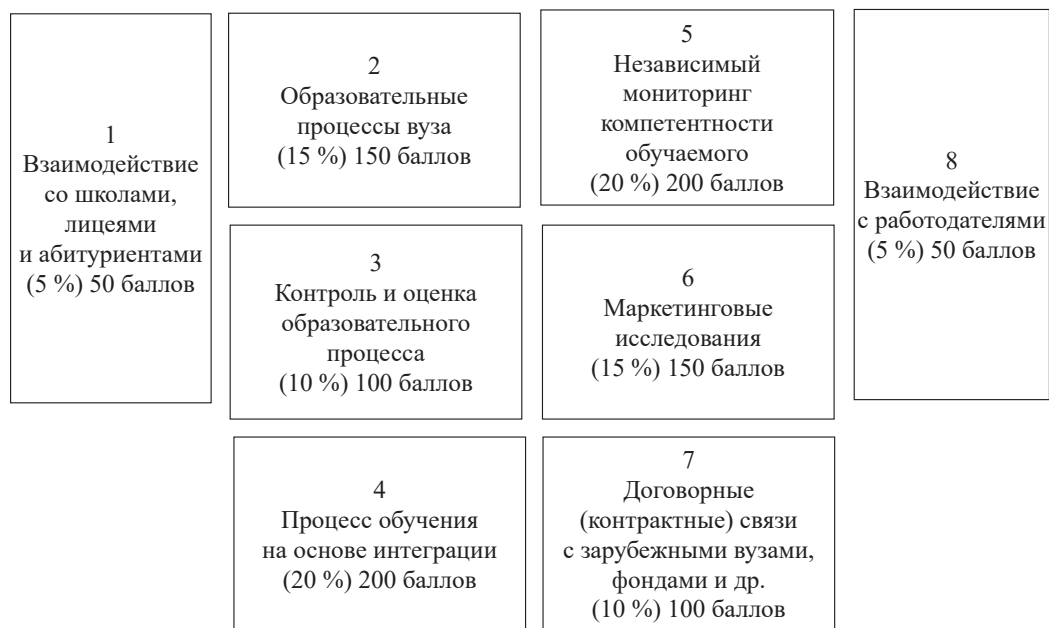 1
Взаимодействие
со школами,
лицеями
и абитуриентами
(5 %) 50 баллов
2
Образовательные
процессы вуза
(15 %) 150 баллов
3
Контроль и оценка
образовательного
процесса
(10 %) 100 баллов
4
Процесс обучения
на основе интеграции
(20 %) 200 баллов
5
Независимый
мониторинг
компетентности
обучаемого
(20 %) 200 баллов
6
Маркетинговые
исследования
(15 %) 150 баллов
7
Договорные
(контрактные) связи
с зарубежными вузами,
фондами и др.
(10 %) 100 баллов
8
Взаимодействие
с работодателями
(5 %) 50 баллов